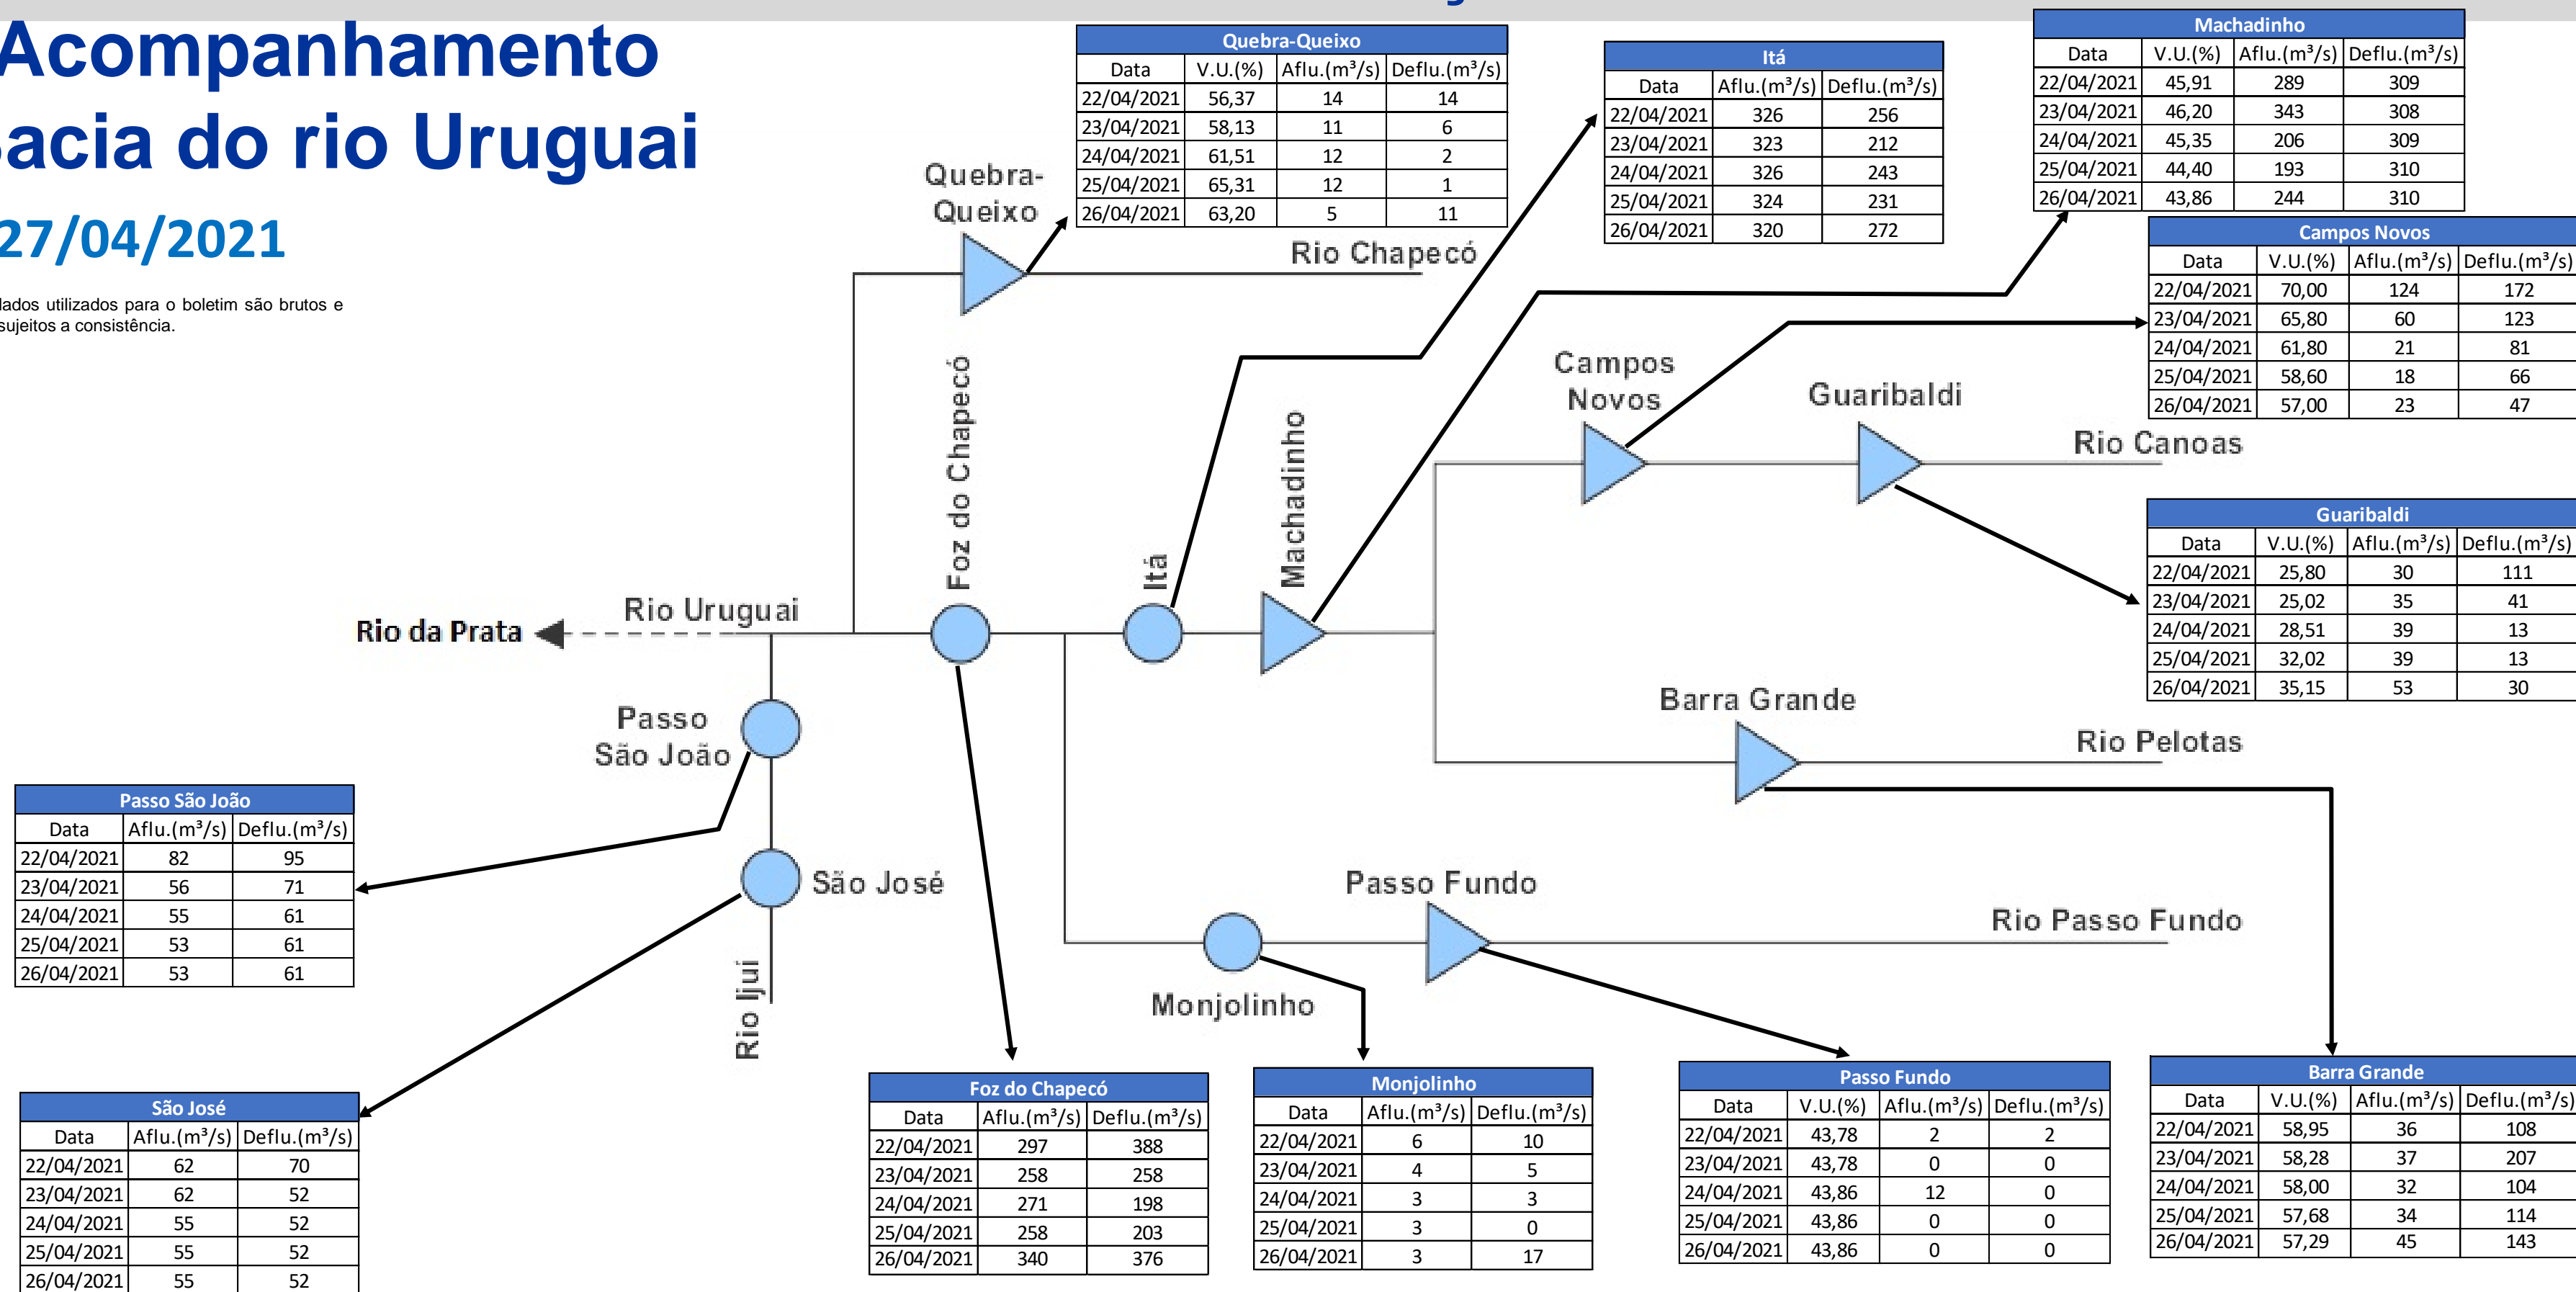 Acompanhamento
acia do rio Uruguai
27/04/2021
dados utilizados para o boletim são brutos e
sujeitos a consistência.
Quebra-Queixo
Data V.U.(%) Aflu.(m³/s) Deflu.(m³/s)
22/04/2021 56,37 14 14
23/04/2021 58,13 11 6
24/04/2021 61,51 12 2
25/04/2021 65,31 12 1
26/04/2021 63,20 5 11
Itá
Data Aflu.(m³/s) Deflu.(m³/s)
22/04/2021 326 256
23/04/2021 323 212
24/04/2021 326 243
25/04/2021 324 231
26/04/2021 320 272
Machadinho
Data V.U.(%) Aflu.(m³/s) Deflu.(m³/s)
22/04/2021 45,91 289 309
23/04/2021 46,20 343 308
24/04/2021 45,35 206 309
25/04/2021 44,40 193 310
26/04/2021 43,86 244 310
Campos Novos
Data V.U.(%) Aflu.(m³/s) Deflu.(m³/s)
22/04/2021 70,00 124 172
23/04/2021 65,80 60 123
24/04/2021 61,80 21 81
25/04/2021 58,60 18 66
26/04/2021 57,00 23 47
Quebra-
Queixo
Rio Chapecó
Foz do Chapecó
Itá
Machadinho
Campos
Novos
Guaribaldi
Rio Canoas
Guaribaldi
Data V.U.(%) Aflu.(m³/s) Deflu.(m³/s)
22/04/2021 25,80 30 111
23/04/2021 25,02 35 41
24/04/2021 28,51 39 13
25/04/2021 32,02 39 13
26/04/2021 35,15 53 30
Rio da Prata
Rio Uruguai
Passo
São João
Barra Grande
Rio Pelotas
Passo São João
Data Aflu.(m³/s) Deflu.(m³/s)
22/04/2021 82 95
23/04/2021 56 71
24/04/2021 55 61
25/04/2021 53 61
26/04/2021 53 61
São José
Rio Ijuí
Passo Fundo
Rio Passo Fundo
Monjolinho
São José
Data Aflu.(m³/s) Deflu.(m³/s)
22/04/2021 62 70
23/04/2021 62 52
24/04/2021 55 52
25/04/2021 55 52
26/04/2021 55 52
Foz do Chapecó
Data Aflu.(m³/s) Deflu.(m³/s)
22/04/2021 297 388
23/04/2021 258 258
24/04/2021 271 198
25/04/2021 258 203
26/04/2021 340 376
Monjolinho
Data Aflu.(m³/s) Deflu.(m³/s)
22/04/2021 6 10
23/04/2021 4 5
24/04/2021 3 3
25/04/2021 3 0
26/04/2021 3 17
Passo Fundo
Data V.U.(%) Aflu.(m³/s) Deflu.(m³/s)
22/04/2021 43,78 2 2
23/04/2021 43,78 0 0
24/04/2021 43,86 12 0
25/04/2021 43,86 0 0
26/04/2021 43,86 0 0
Barra Grande
Data V.U.(%) Aflu.(m³/s) Deflu.(m³/s)
22/04/2021 58,95 36 108
23/04/2021 58,28 37 207
24/04/2021 58,00 32 104
25/04/2021 57,68 34 114
26/04/2021 57,29 45 143